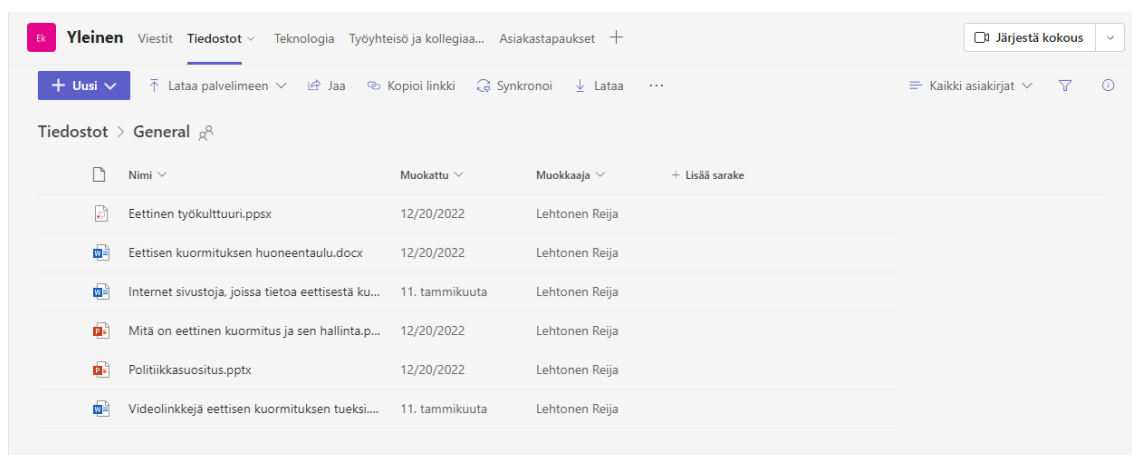 Ek Yleinen Viestit Tiedostot Teknologia Työyhteisö ja kollegiaa... Asiakastapaukset Järjestä kokous
Uusi Lataa palvelimeen Jaa Kopioi linkki Synkronoi Lataa ... Kaikki asiakirjat
Tiedostot > General
Nimi Muokattu Muokkaaja + Lisää sarake
Eettinen työkulttuuri.ppsx 12/20/2022 Lehtonen Reija
Eettisen kuormituksen huoneentaulu.docx 12/20/2022 Lehtonen Reija
Internet sivustoja, joissa tietoa eettisestä ku... 11. tammikuuta Lehtonen Reija
Mitä on eettinen kuormitus ja sen hallinta.p... 12/20/2022 Lehtonen Reija
Politiikkasuositus.pptx 12/20/2022 Lehtonen Reija
Videolinkkejä eettisen kuormituksen tueksi.... 11. tammikuuta Lehtonen Reija